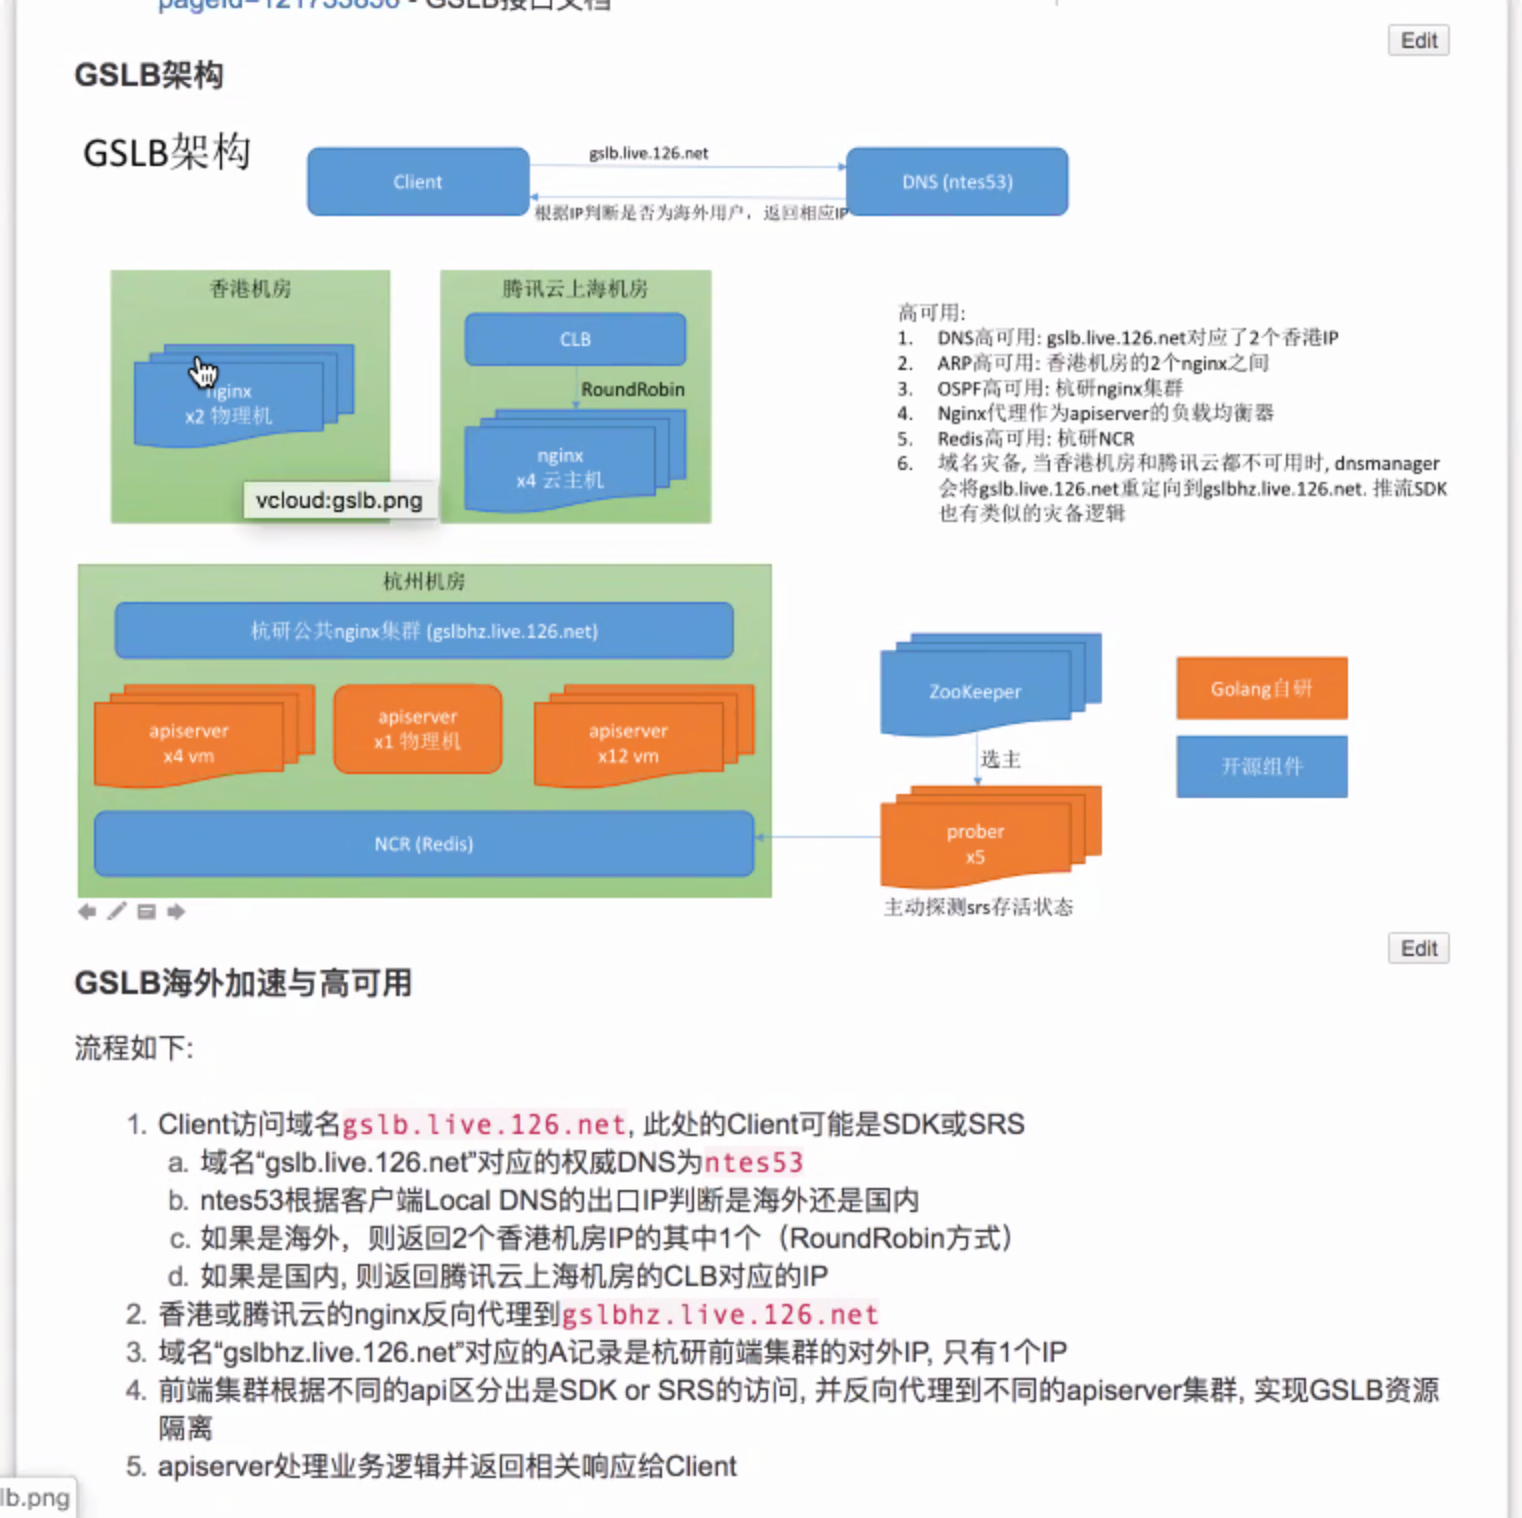 pageId=121733856 - GSLB接口文档
Edit
GSLB架构
GSLB架构
Client
gslb.live.126.net
DNS (ntes53)
根据IP判断是否为海外用户，返回相应IP
香港机房
nginx
x2 物理机
腾讯云上海机房
CLB
RoundRobin
nginx
x4 云主机
vcloud:gslb.png
高可用:
1. DNS高可用: gslb.live.126.net对应了2个香港IP
2. ARP高可用: 香港机房的2个nginx之间
3. OSPF高可用: 杭研nginx集群
4. Nginx代理作为apiserver的负载均衡器
5. Redis高可用: 杭研NCR
6. 域名灾备, 当香港机房和腾讯云都不可用时, dnsmanager
会将gslb.live.126.net重定向到gslbhz.live.126.net. 推流SDK
也有类似的灾备逻辑
杭州机房
杭研公共nginx集群 (gslbhz.live.126.net)
apiserver
x4 vm
apiserver
x1 物理机
apiserver
x12 vm
NCR (Redis)
ZooKeeper
选主
prober
x5
主动探测srs存活状态
Golang自研
开源组件
Edit
GSLB海外加速与高可用
流程如下:
1. Client访问域名gslb.live.126.net, 此处的Client可能是SDK或SRS
a. 域名“gslb.live.126.net”对应的权威DNS为ntes53
b. ntes53根据客户端Local DNS的出口IP判断是海外还是国内
c. 如果是海外，则返回2个香港机房IP的其中1个（RoundRobin方式）
d. 如果是国内, 则返回腾讯云上海机房的CLB对应的IP
2. 香港或腾讯云的nginx反向代理到gslbhz.live.126.net
3. 域名“gslbhz.live.126.net”对应的A记录是杭研前端集群的对外IP, 只有1个IP
4. 前端集群根据不同的api区分出是SDK or SRS的访问, 并反向代理到不同的apiserver集群, 实现GSLB资源
隔离
5. apiserver处理业务逻辑并返回相关响应给Client
lb.png